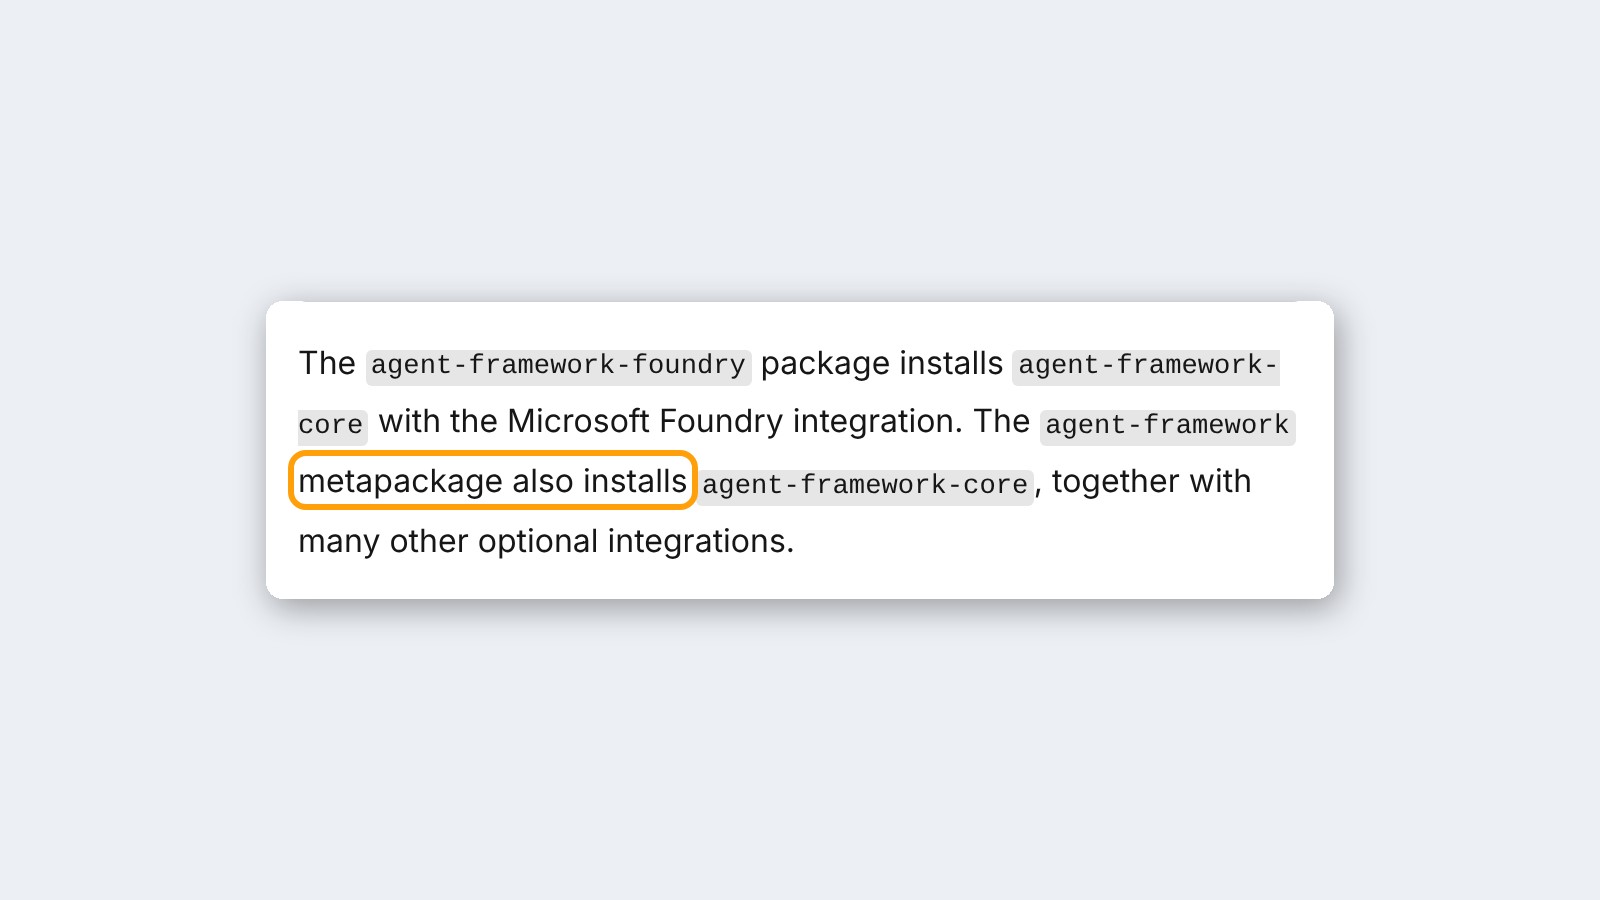 The agent-framework-foundry package installs agent-framework-
core with the Microsoft Foundry integration. The agent-framework
metapackage also installs agent-framework-core, together with
many other optional integrations.